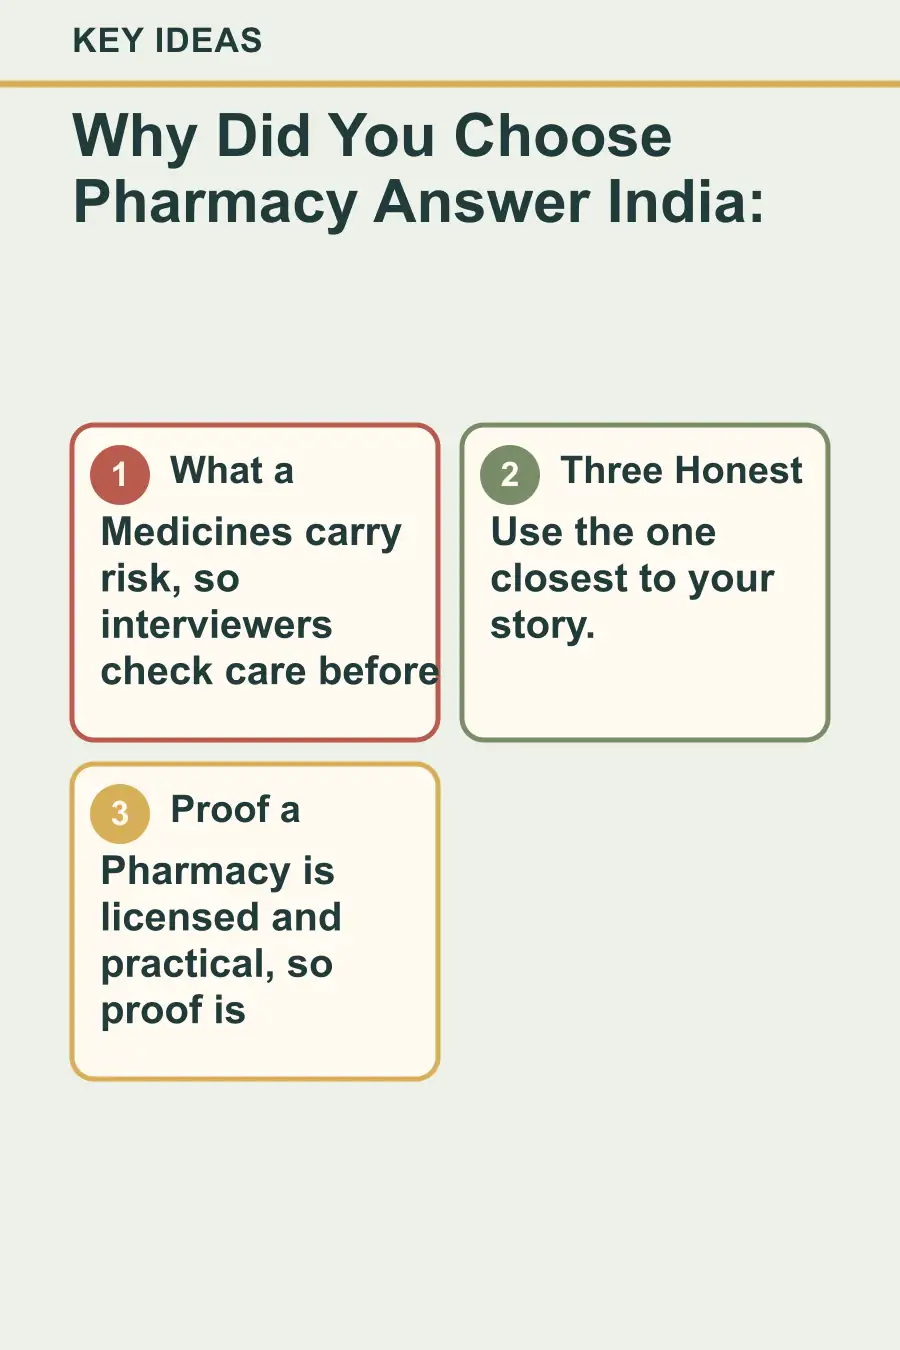 KEY IDEAS
Why Did You Choose
Pharmacy Answer India:
1 What a
Medicines carry
risk, so
interviewers
check care before
2 Three Honest
Use the one
closest to your
story.
3 Proof a
Pharmacy is
licensed and
practical, so
proof is